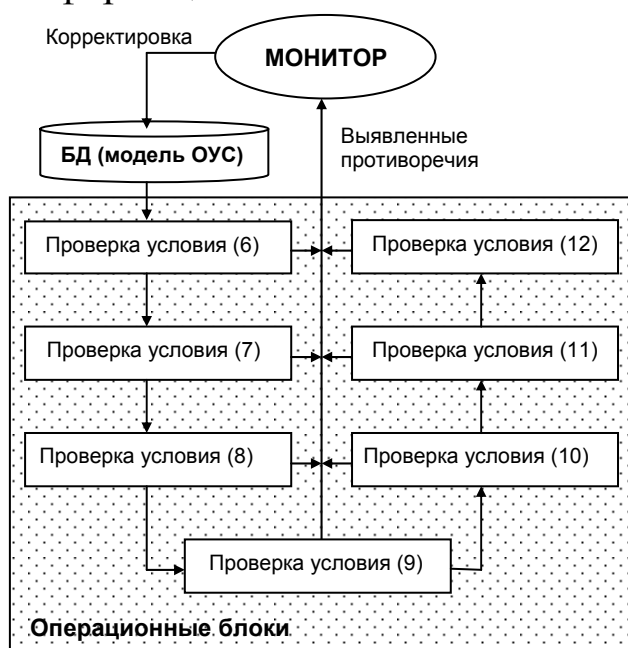 Корректировка
МОНИТОР
Выявленные
противоречия
БД (модель ОУС)
Проверка условия (6)
Проверка условия (12)
Проверка условия (7)
Проверка условия (11)
Проверка условия (8)
Проверка условия (10)
Проверка условия (9)
Операционные блоки